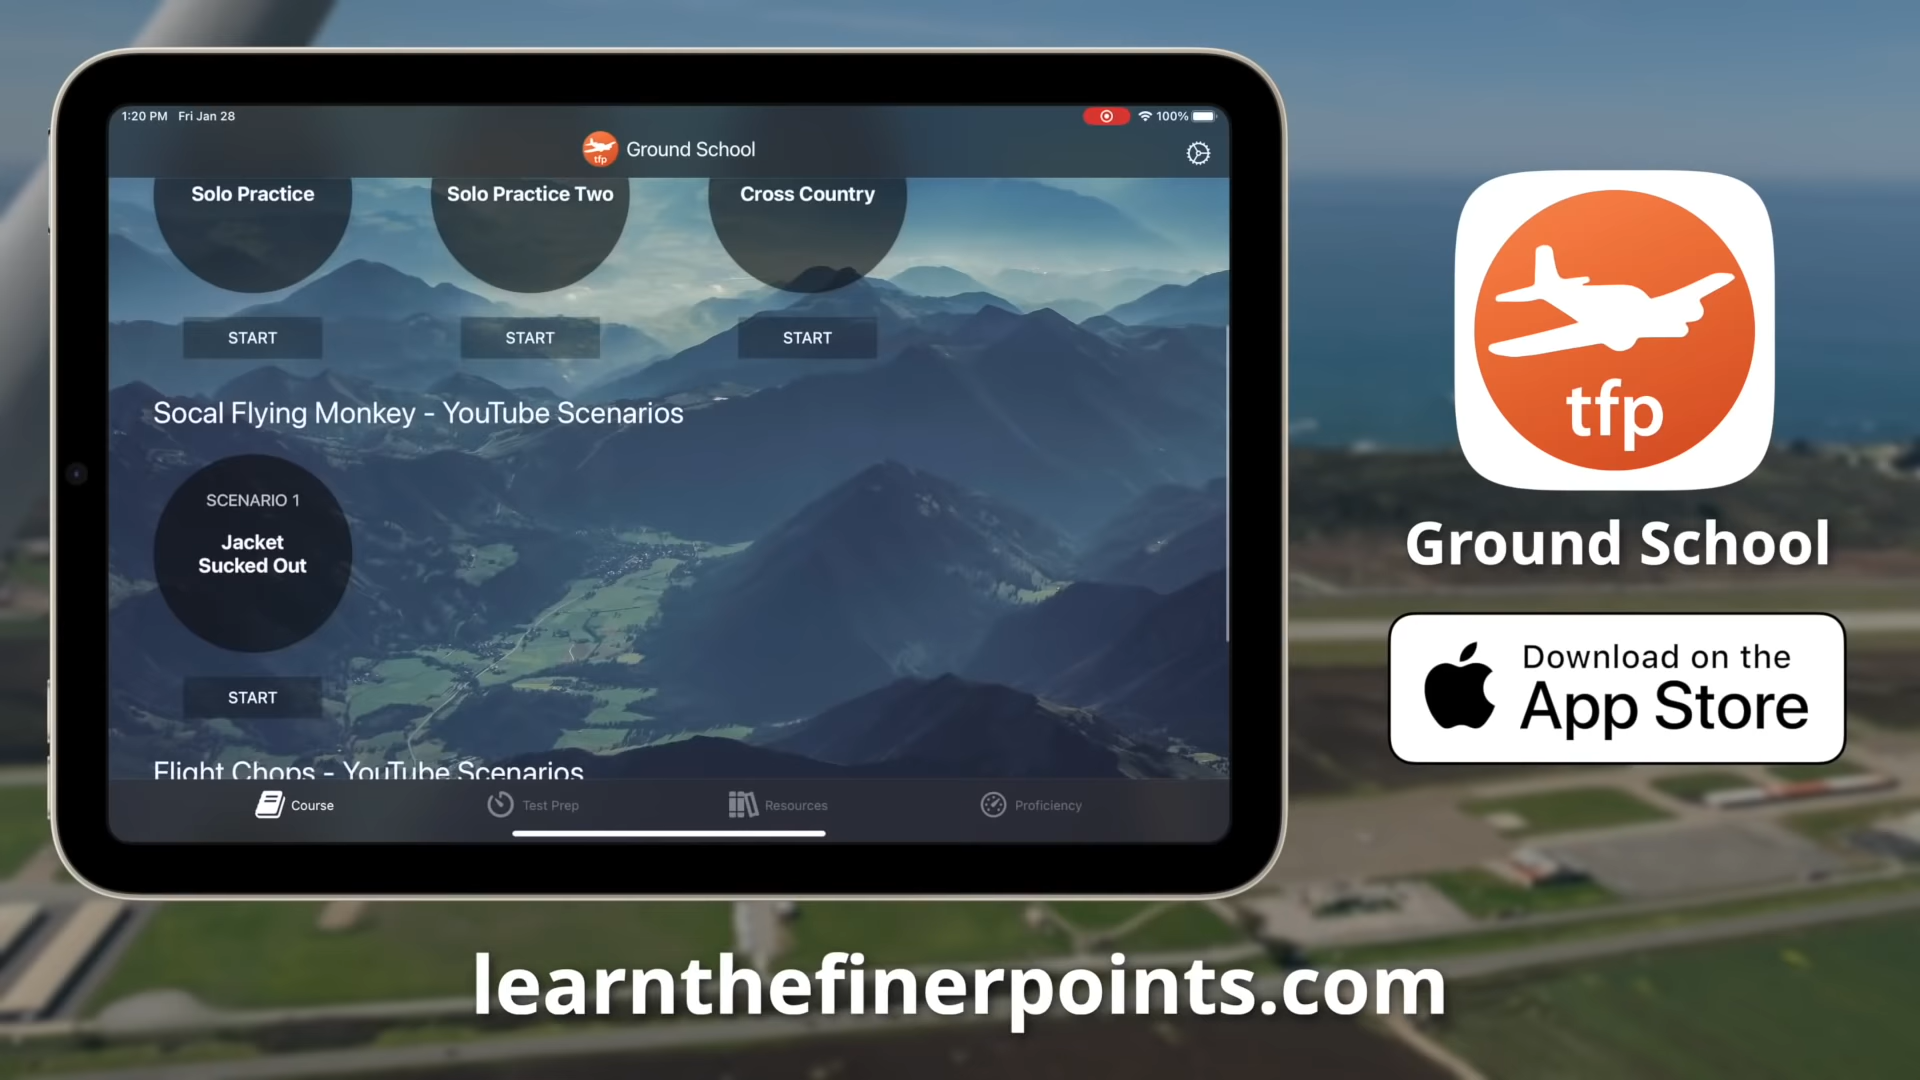 1:20 PM Fri Jan 28
100%
tfp
Ground School
Solo Practice
Solo Practice Two
Cross Country
START
START
START
Socal Flying Monkey - YouTube Scenarios
SCENARIO 1
Jacket
Sucked Out
START
Flight Chops - YouTube Scenarios
Course
Test Prep
Resources
Proficiency
tfp
Ground School
Download on the
App Store
learnthefinerpoints.com